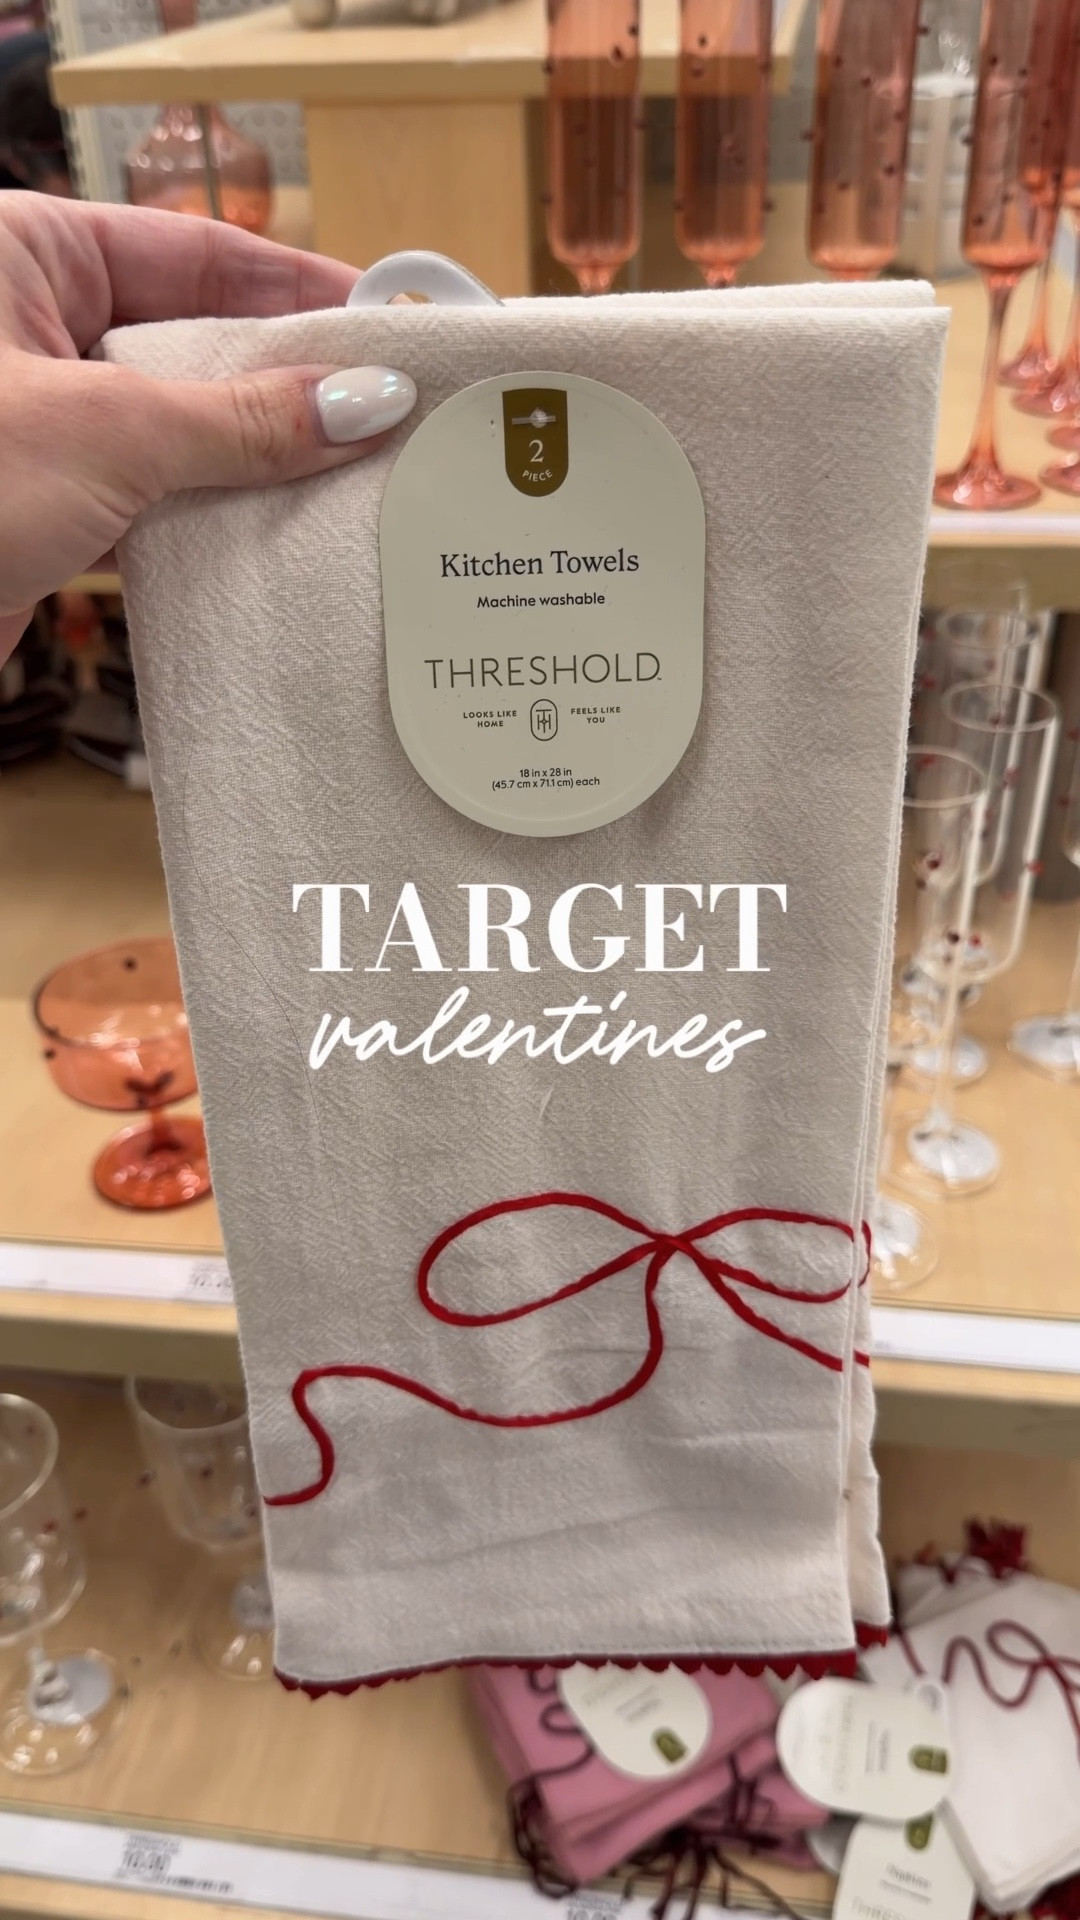 2
PIECE
Kitchen Towels
Machine washable
THRESHOLD
LOOKS LIKE HOME
FEELS LIKE YOU
18 in x 28 in
(45.7 cm x 71.1 cm) each
TARGET
valentines